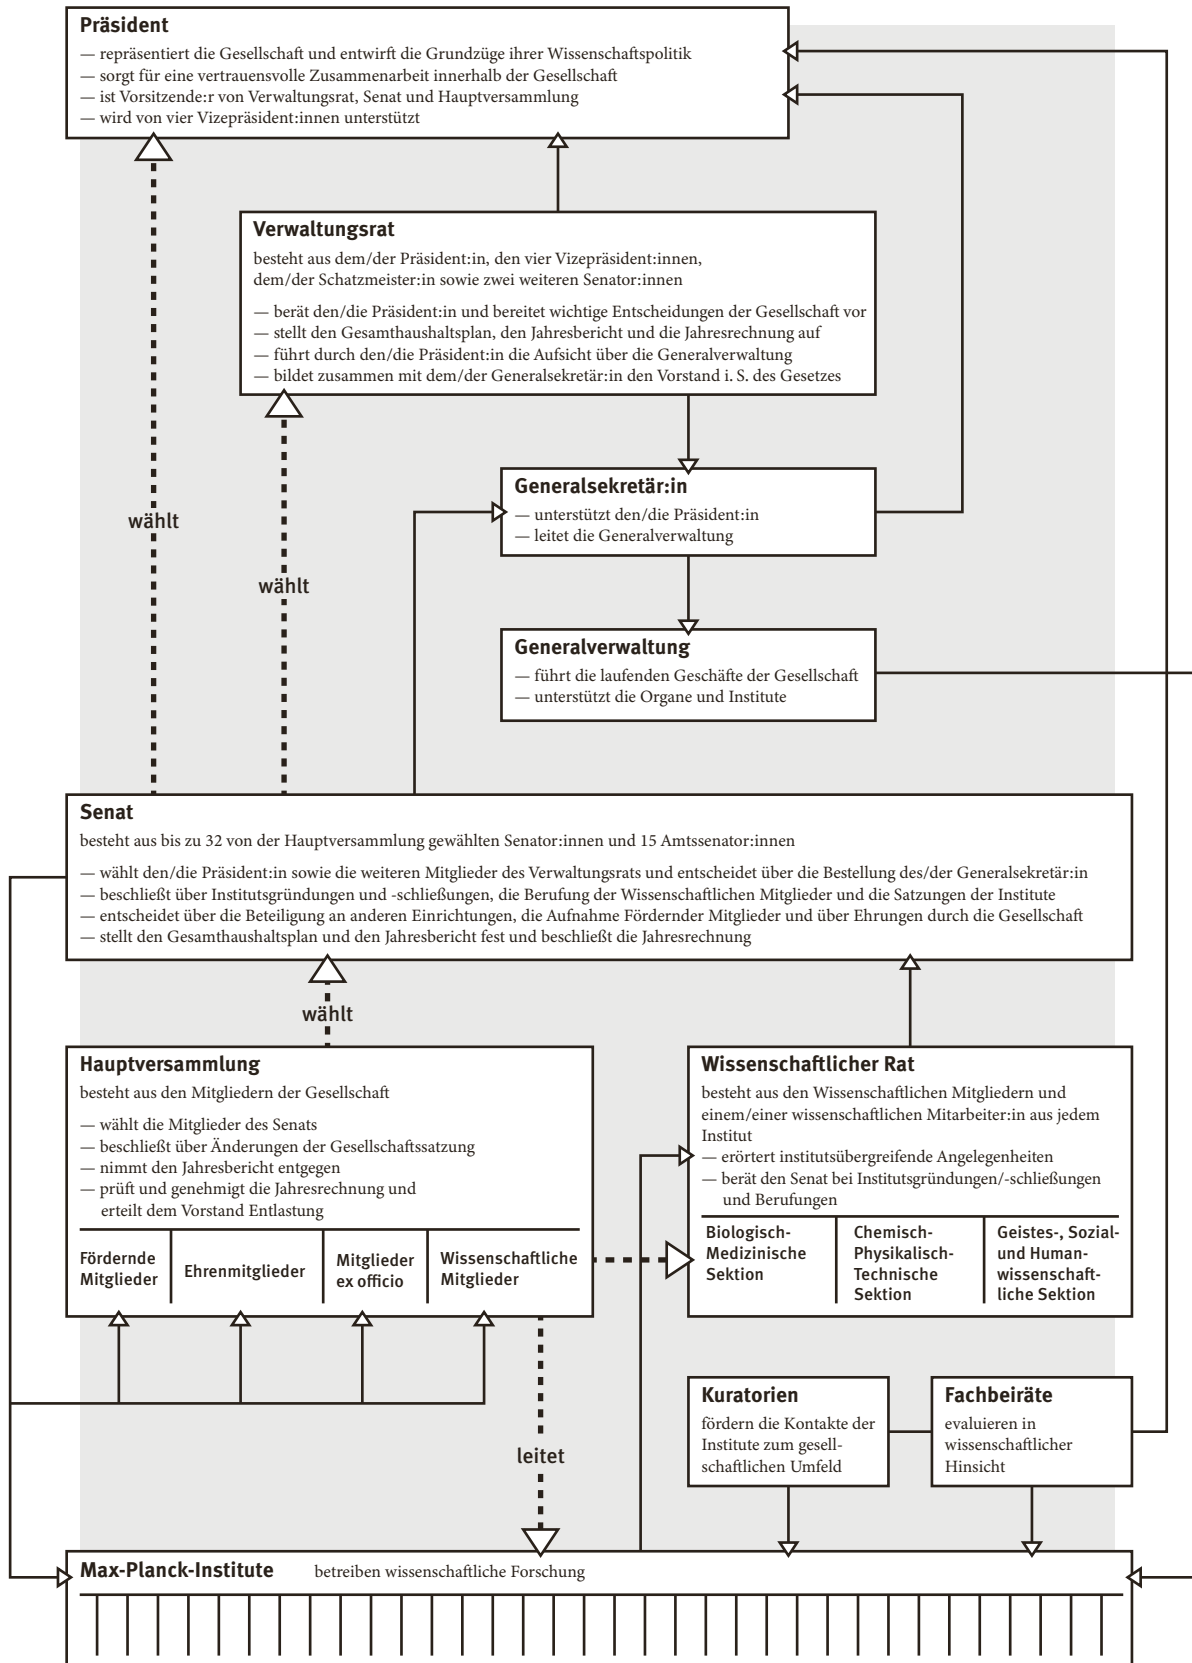 Präsident
— repräsentiert die Gesellschaft und entwirft die Grundzüge ihrer Wissenschaftspolitik
— sorgt für eine vertrauensvolle Zusammenarbeit innerhalb der Gesellschaft
— ist Vorsitzende:r von Verwaltungsrat, Senat und Hauptversammlung
— wird von vier Vizepräsident:innen unterstützt
Verwaltungsrat
besteht aus dem/der Präsident:in, den vier Vizepräsident:innen,
dem/der Schatzmeister:in sowie zwei weiteren Senator:innen
— berät den/die Präsident:in und bereitet wichtige Entscheidungen der Gesellschaft vor
— stellt den Gesamthaushaltsplan, den Jahresbericht und die Jahresrechnung auf
— führt durch den/die Präsident:in die Aufsicht über die Generalverwaltung
— bildet zusammen mit dem/der Generalsekretär:in den Vorstand i. S. des Gesetzes
Generalsekretär:in
— unterstützt den/die Präsident:in
— leitet die Generalverwaltung
wählt
wählt
Generalverwaltung
— führt die laufenden Geschäfte der Gesellschaft
— unterstützt die Organe und Institute
Senat
besteht aus bis zu 32 von der Hauptversammlung gewählten Senator:innen und 15 Amtssenator:innen
— wählt den/die Präsident:in sowie die weiteren Mitglieder des Verwaltungsrats und entscheidet über die Bestellung des/der Generalsekretär:in
— beschließt über Institutsgründungen und -schließungen, die Berufung der Wissenschaftlichen Mitglieder und die Satzungen der Institute
— entscheidet über die Beteiligung an anderen Einrichtungen, die Aufnahme Fördernder Mitglieder und über Ehrungen durch die Gesellschaft
— stellt den Gesamthaushaltsplan und den Jahresbericht fest und beschließt die Jahresrechnung
wählt
Hauptversammlung
besteht aus den Mitgliedern der Gesellschaft
— wählt die Mitglieder des Senats
— beschließt über Änderungen der Gesellschaftssatzung
— nimmt den Jahresbericht entgegen
— prüft und genehmigt die Jahresrechnung und
erteilt dem Vorstand Entlastung
Fördernde
Mitglieder
Ehrenmitglieder
Mitglieder
ex officio
Wissenschaftliche
Mitglieder
Wissenschaftlicher Rat
besteht aus den Wissenschaftlichen Mitgliedern und
einem/einer wissenschaftlichen Mitarbeiter:in aus jedem
Institut
— erörtert institutsübergreifende Angelegenheiten
— berät den Senat bei Institutsgründungen/-schließungen
und Berufungen
Biologisch-
Medizinische
Sektion
Chemisch-
Physikalisch-
Technische
Sektion
Geistes-, Sozial-
und Human-
wissenschaft-
liche Sektion
Kuratorien
fördern die Kontakte der
Institute zum gesell-
schaftlichen Umfeld
Fachbeiräte
evaluieren in
wissenschaftlicher
Hinsicht
leitet
Max-Planck-Institute betreiben wissenschaftliche Forschung